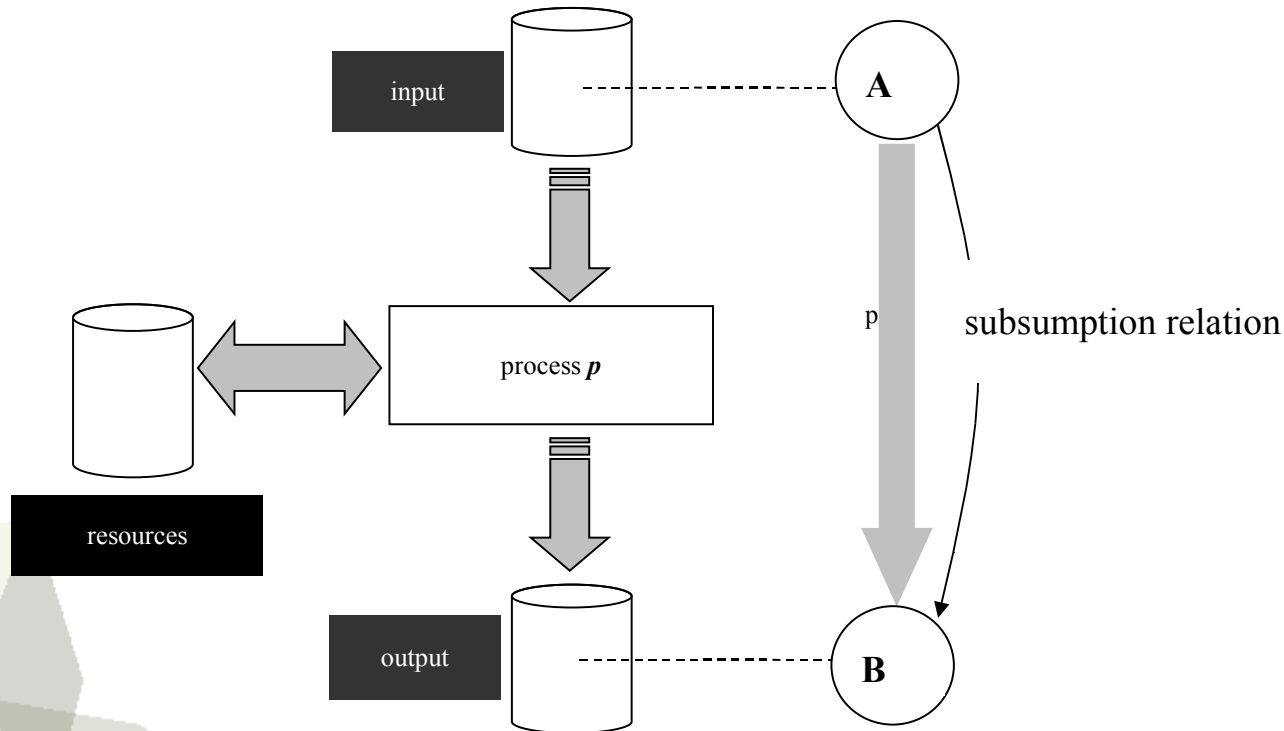 input
A
p
subsumption relation
process p
resources
output
B